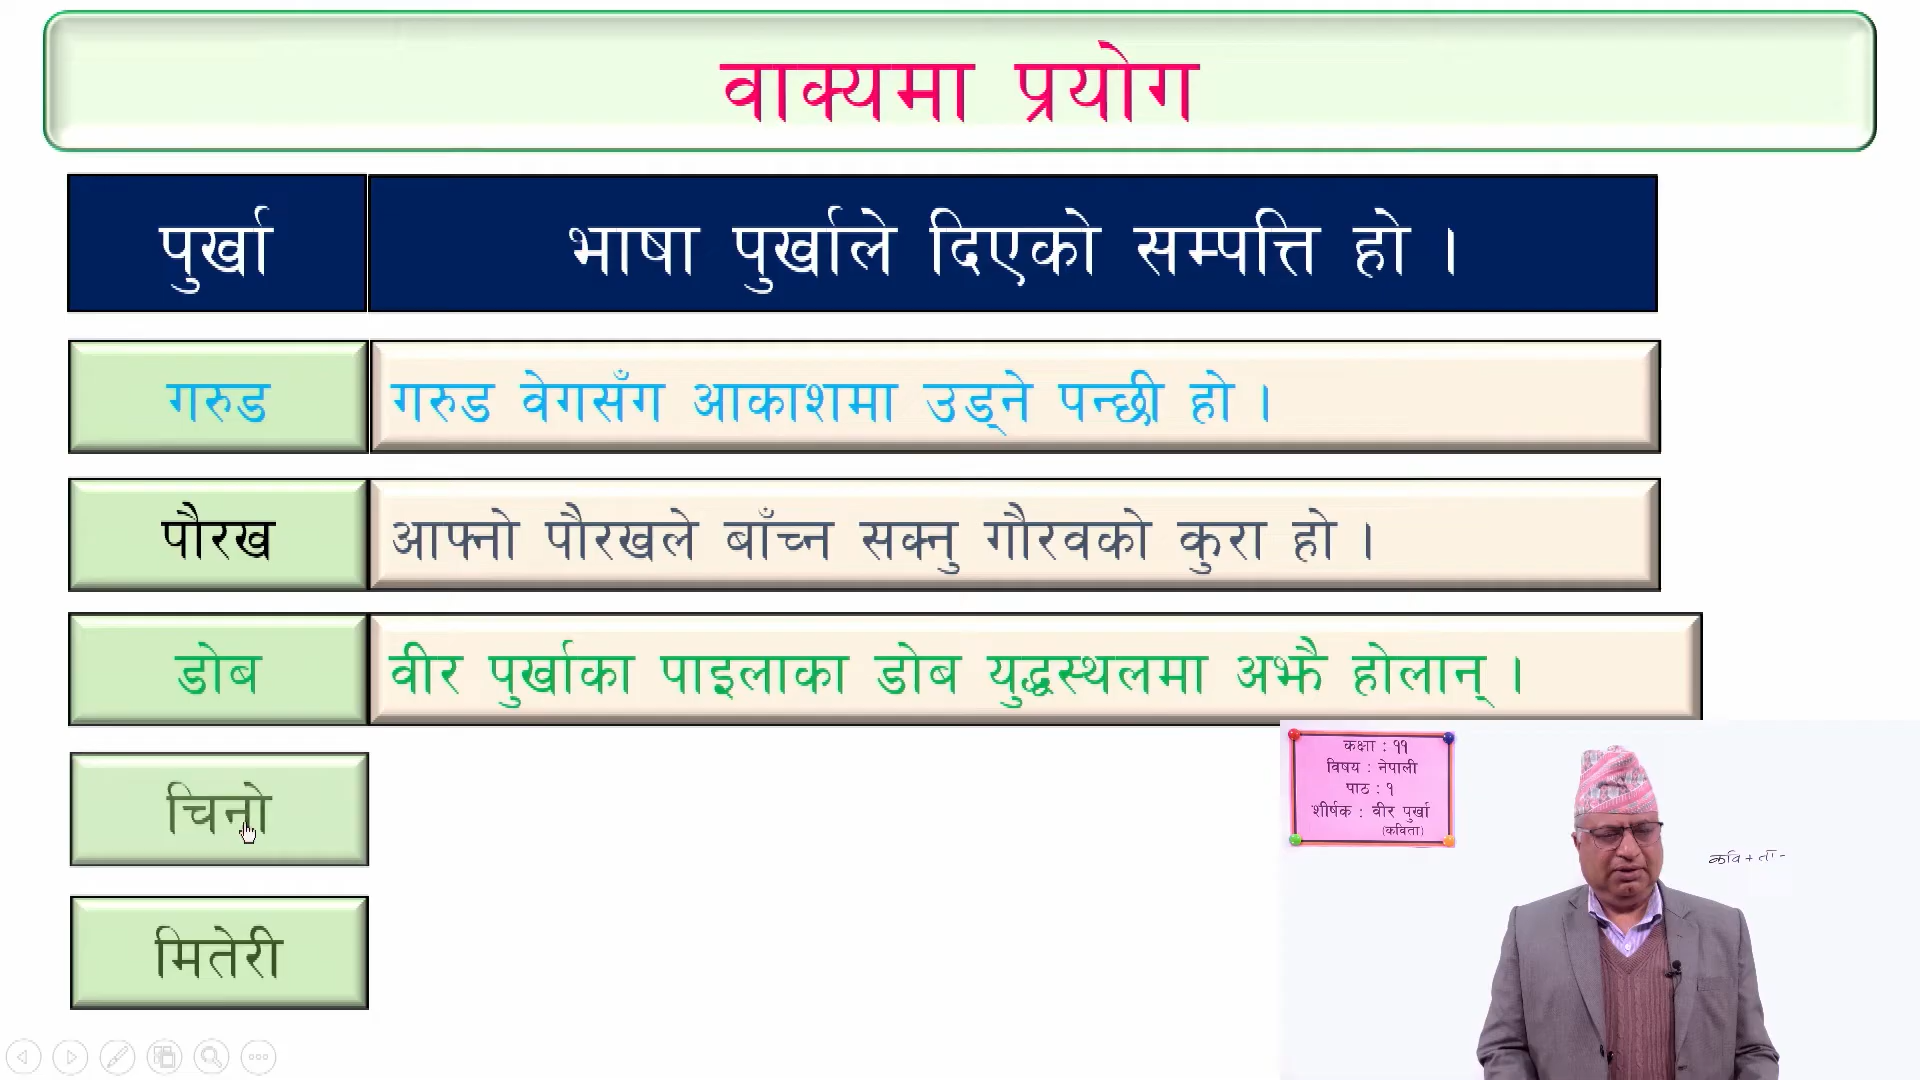 वाक्यमा प्रयोग
पुर्खा
भाषा पुर्खाले दिएको सम्पत्ति हो ।
गरुड
गरुड वेगसँग आकाशमा उड्ने पन्छी हो ।
पौरख
आफ्नो पौरखले बाँच्न सक्नु गौरवको कुरा हो ।
डोब
वीर पुर्खाका पाइलाका डोब युद्धस्थलमा अझै होलान् ।
चिनो
मितेरी
कक्षा : ११
विषय : नेपाली
पाठ : १
शीर्षक : वीर पुर्खा
(कविता)
कवि + ता -